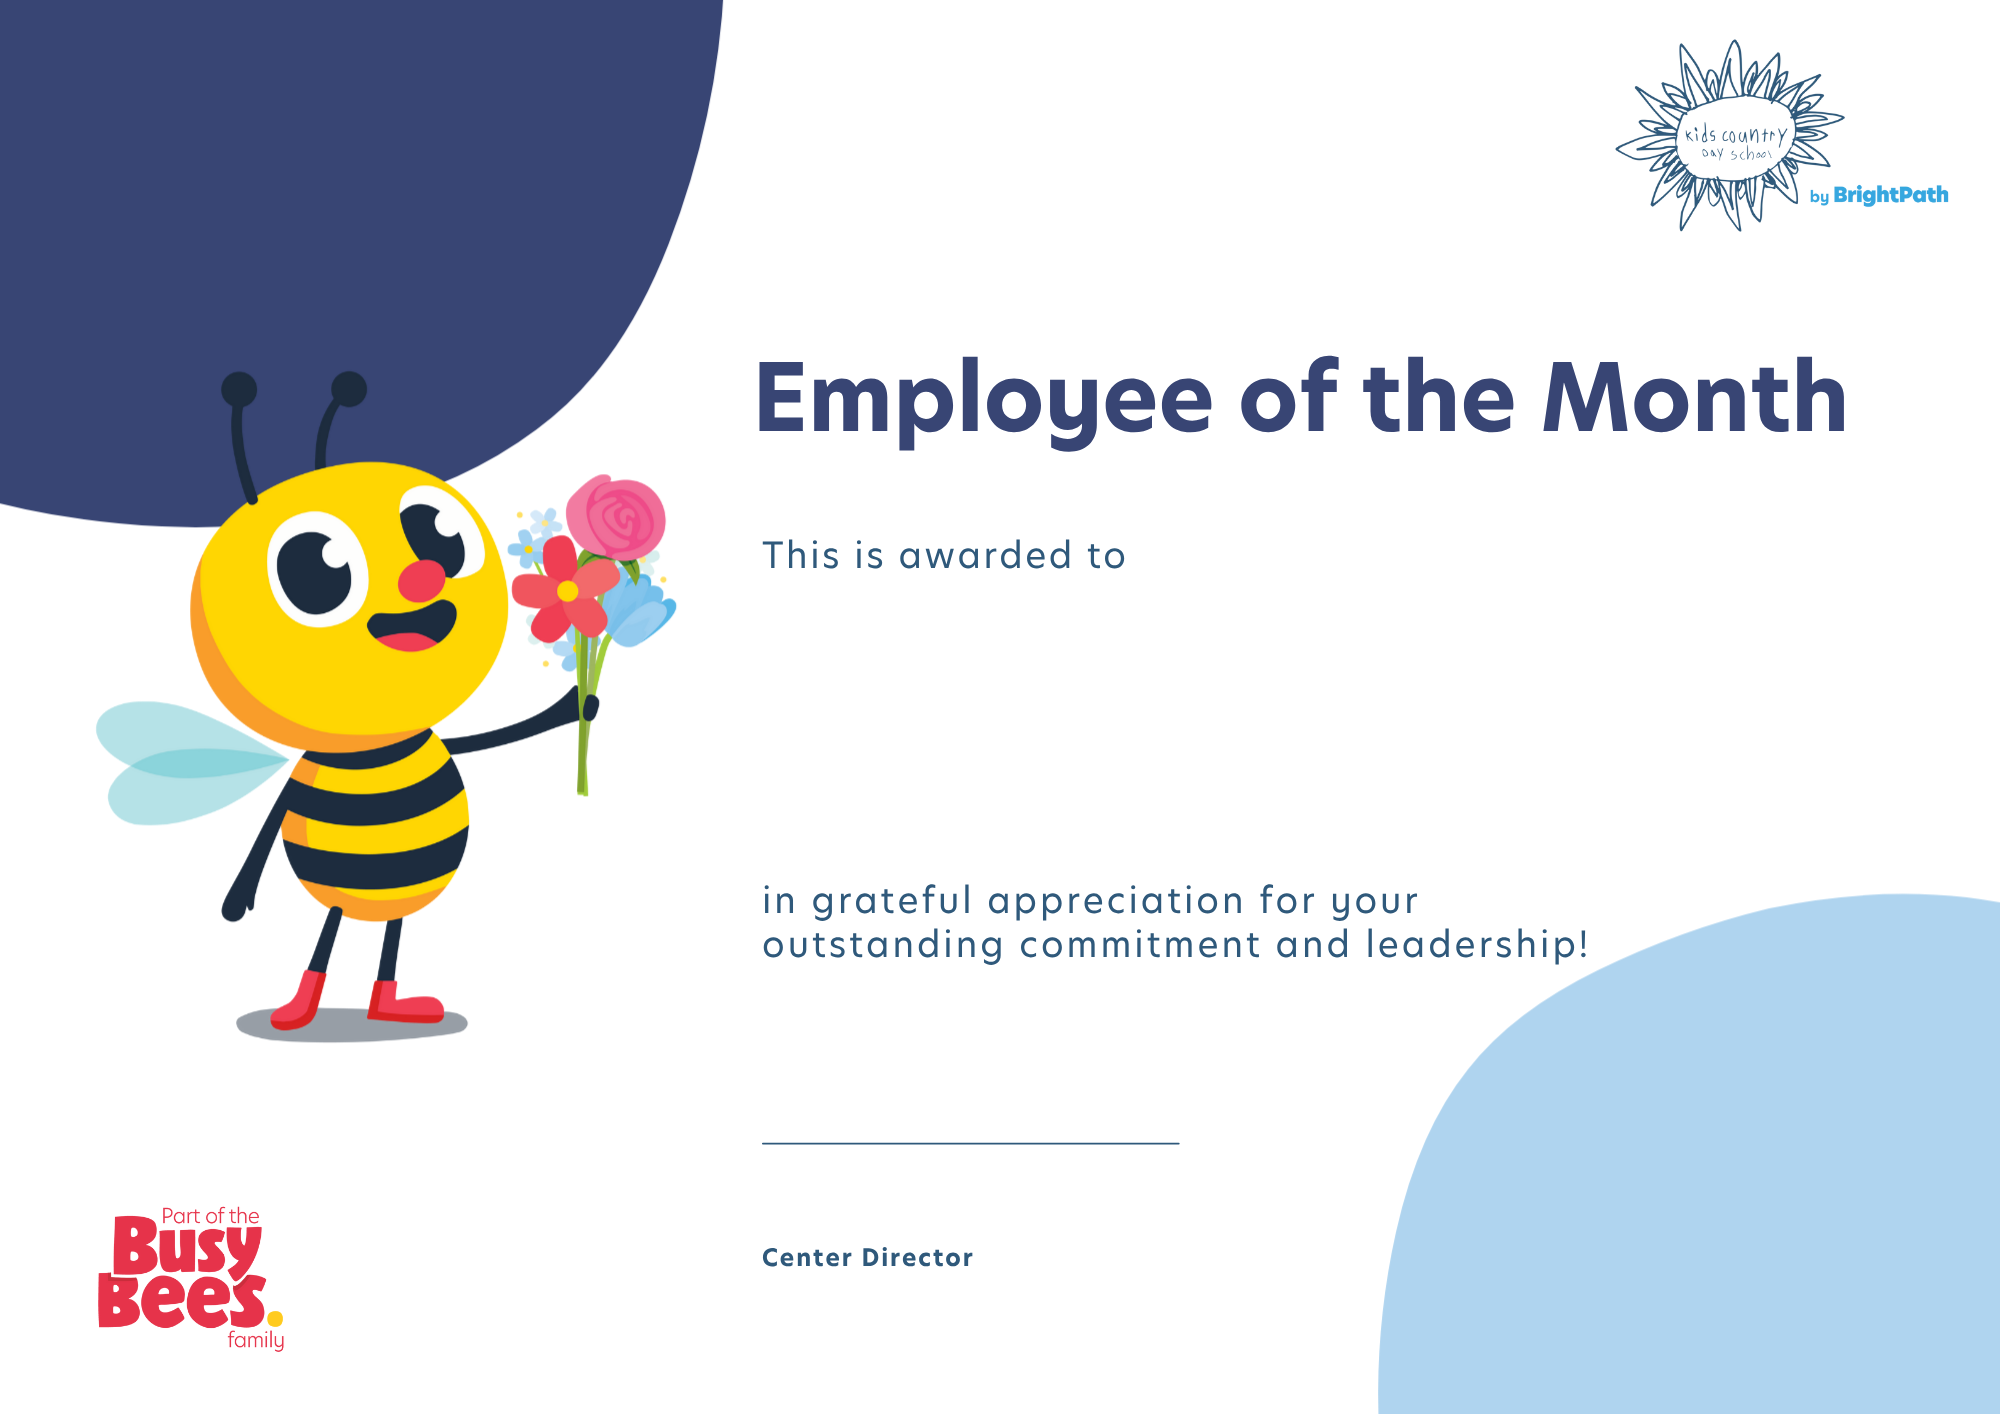 kids country
Day school
by BrightPath
Employee of the Month
This is awarded to
in grateful appreciation for your
outstanding commitment and leadership!
Center Director
Part of the
Busy
Bees.
family